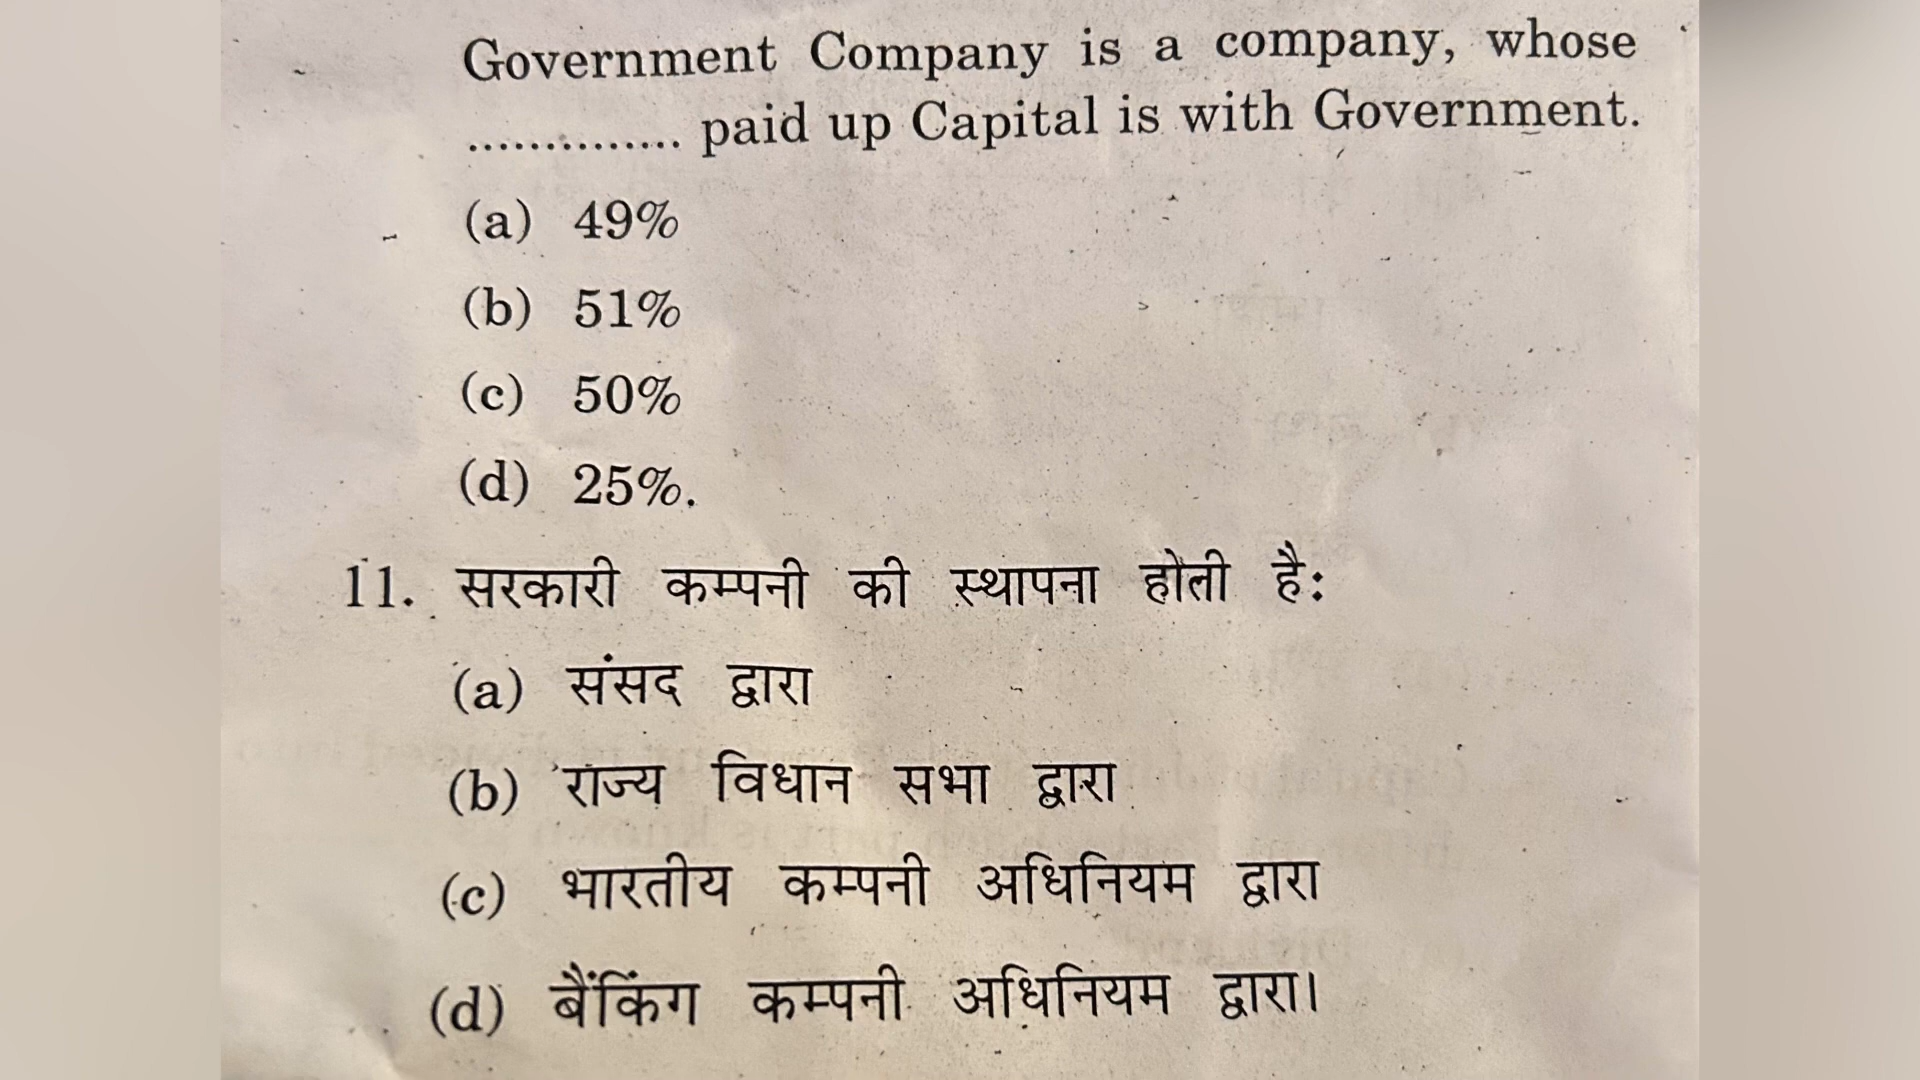 Government Company is a company, whose
.............. paid up Capital is with Government.
(a) 49%
(b) 51%
(c) 50%
(d) 25%.
11. सरकारी कम्पनी की स्थापना होती है:
(a) संसद द्वारा
(b) राज्य विधान सभा द्वारा
(c) भारतीय कम्पनी अधिनियम द्वारा
(d) बैंकिंग कम्पनी अधिनियम द्वारा।